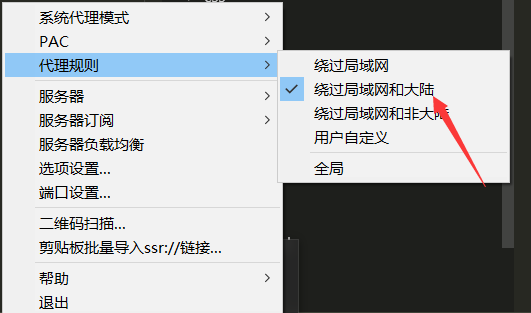 系统代理模式
PAC
代理规则
服务器
服务器订阅
服务器负载均衡
选项设置...
端口设置...
二维码扫描...
剪贴板批量导入ssr://链接...
帮助
退出
绕过局域网
绕过局域网和大陆
绕过局域网和非大陆
用户自定义
全局